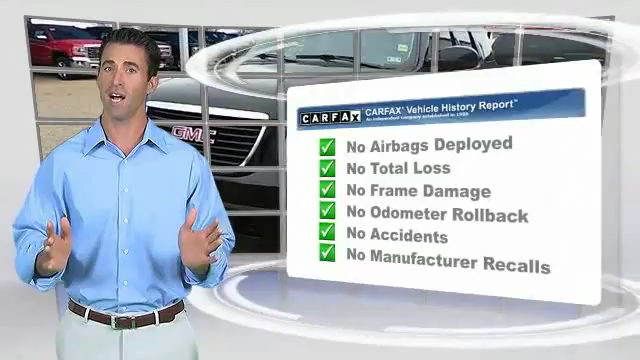 GMC
CARFAX CARFAX Vehicle History Report™
An independent company established in 1986
No Airbags Deployed
No Total Loss
No Frame Damage
No Odometer Rollback
No Accidents
No Manufacturer Recalls